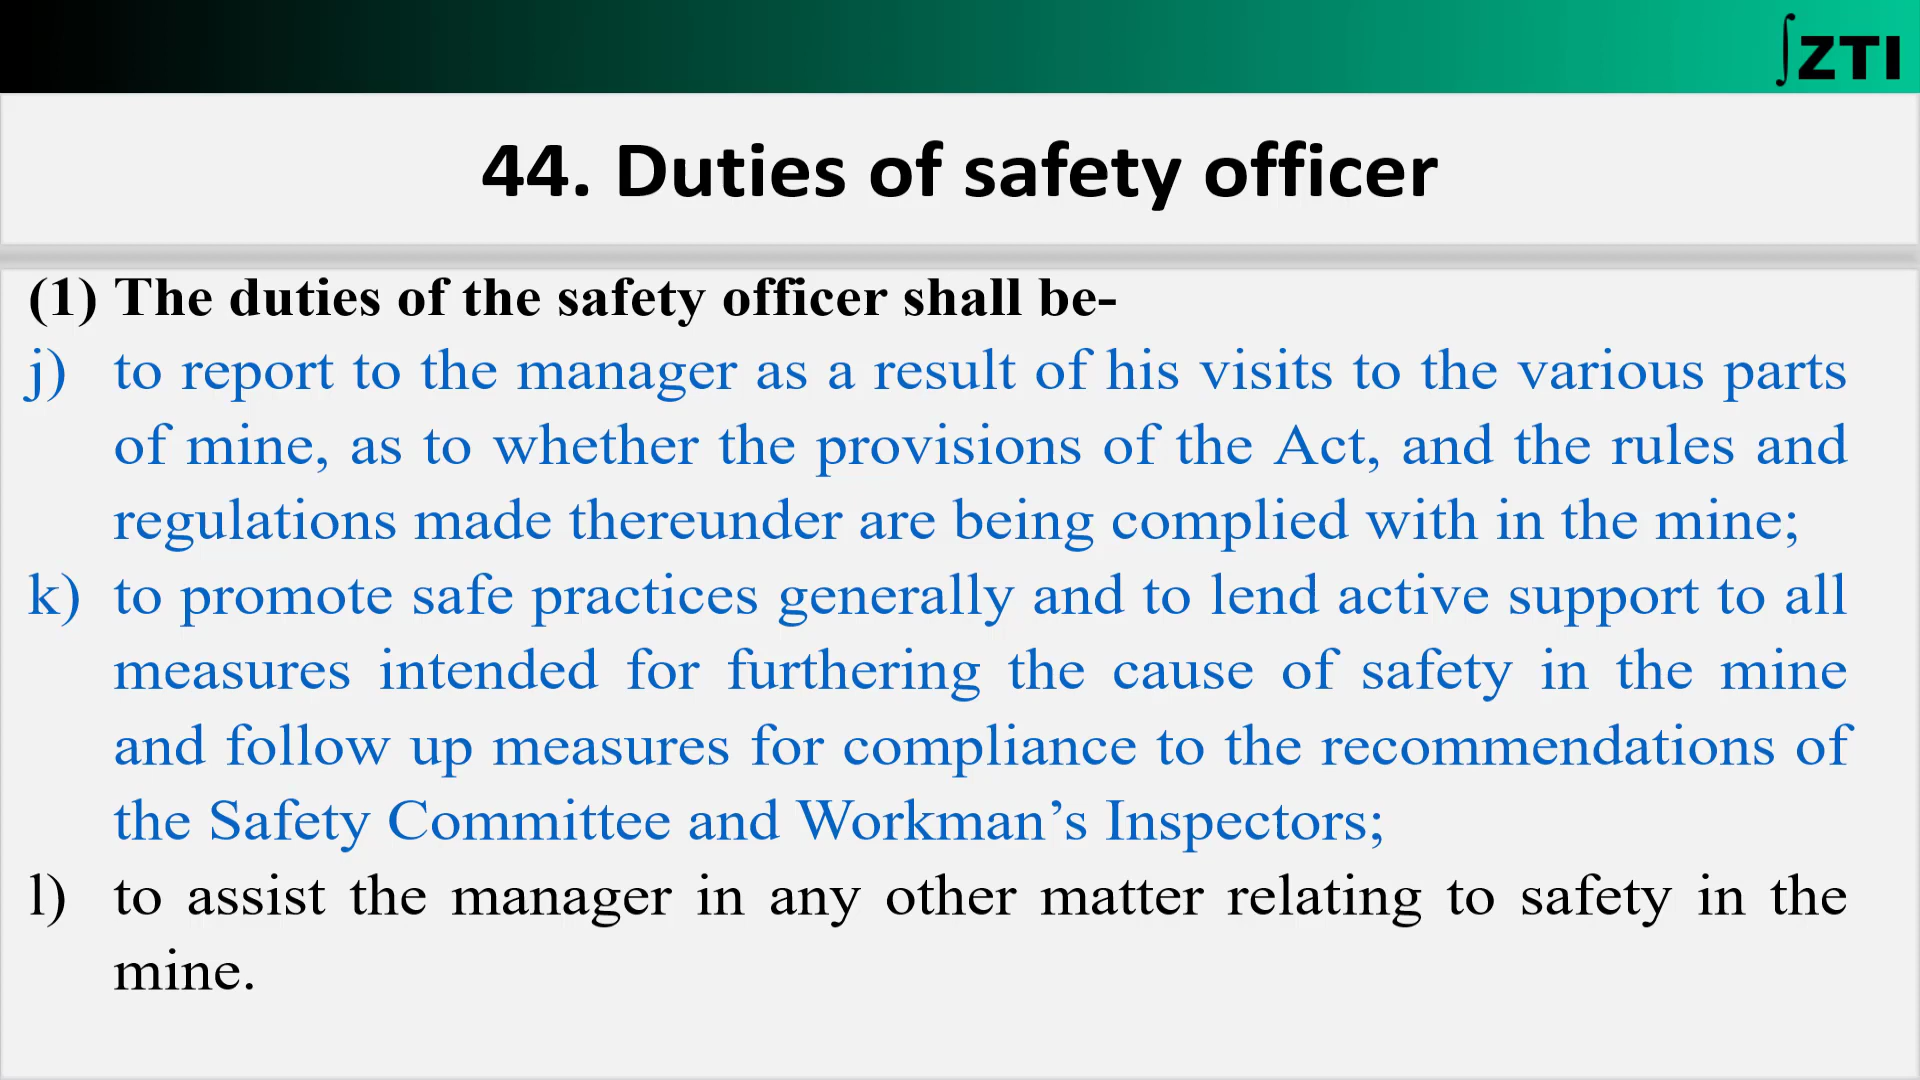 ∫ZTI
44. Duties of safety officer
(1) The duties of the safety officer shall be-
j) to report to the manager as a result of his visits to the various parts
of mine, as to whether the provisions of the Act, and the rules and
regulations made thereunder are being complied with in the mine;
k) to promote safe practices generally and to lend active support to all
measures intended for furthering the cause of safety in the mine
and follow up measures for compliance to the recommendations of
the Safety Committee and Workman’s Inspectors;
l) to assist the manager in any other matter relating to safety in the
mine.